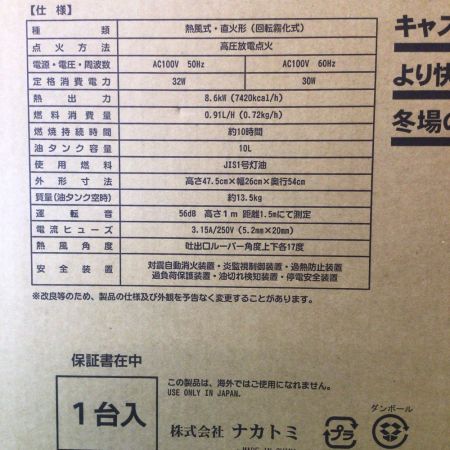 【仕 様】
種類 熱風式・直火形（回転霧化式）
点火方法 高圧放電点火
電源・電圧・周波数 AC100V 50Hz AC100V 60Hz
定格消費電力 32W 30W
熱出力 8.6kW (7420kcal/h)
燃料消費量 0.91L/H (0.72kg/h)
燃焼持続時間 約10時間
油タンク容量 10L
使用燃料 JIS1号灯油
外形寸法 高さ47.5cm×幅26cm×奥行54cm
質量(油タンク空時) 約13.5kg
運転音 56dB 高さ1m 距離1.5mにて測定
電流ヒューズ 3.15A/250V (5.2mm×20mm)
熱風角度 吐出口ルーバー角度上下各17度
安全装置 対震自動消火装置・炎監視制御装置・過熱防止装置
過負荷保護装置・油切れ検知装置・停電安全装置
※改良等のため、製品の仕様及び外観を予告なく変更することがあります。
キャス
より快
冬場の
保証書在中
1台入
この製品は、海外ではご使用になれません。
USE ONLY IN JAPAN.
株式会社 ナカトミ
プラ
ダンボール